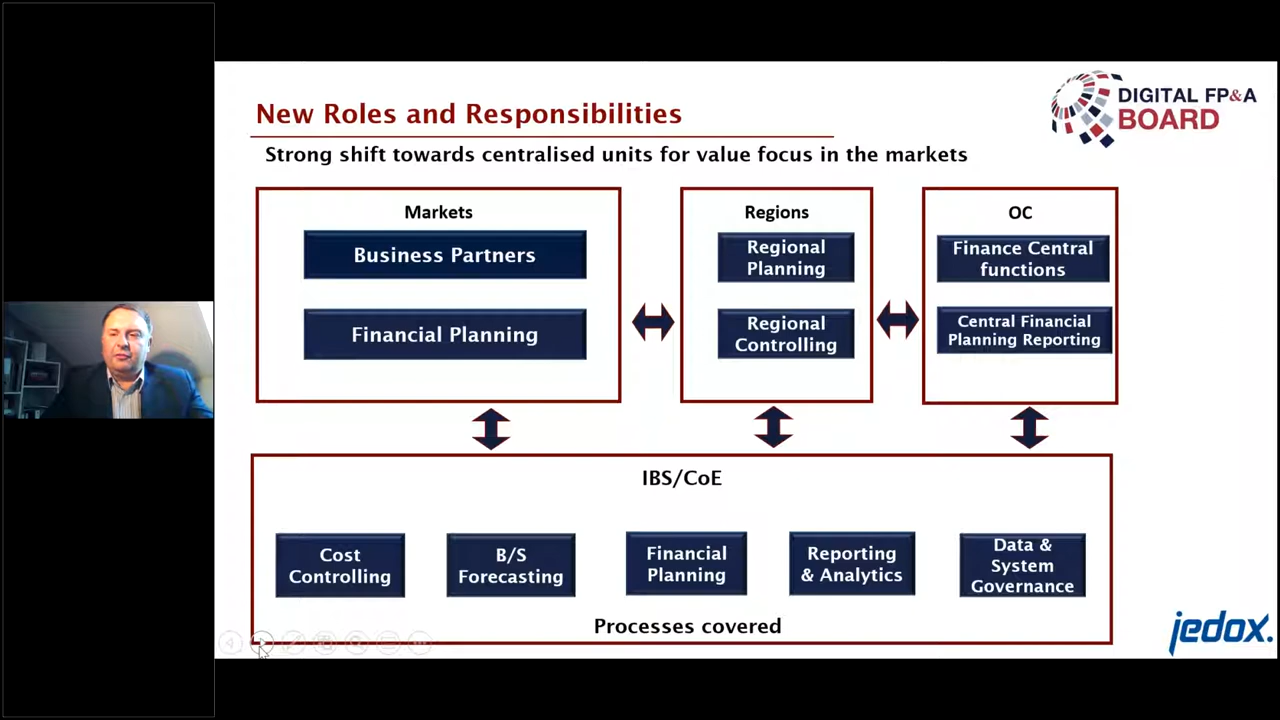 New Roles and Responsibilities
DIGITAL FP&A
BOARD
Strong shift towards centralised units for value focus in the markets
Markets
Business Partners
Financial Planning
Regions
Regional
Planning
Regional
Controlling
OC
Finance Central
functions
Central Financial
Planning Reporting
IBS/CoE
Cost
Controlling
B/S
Forecasting
Financial
Planning
Reporting
& Analytics
Data &
System
Governance
Processes covered
jedox.